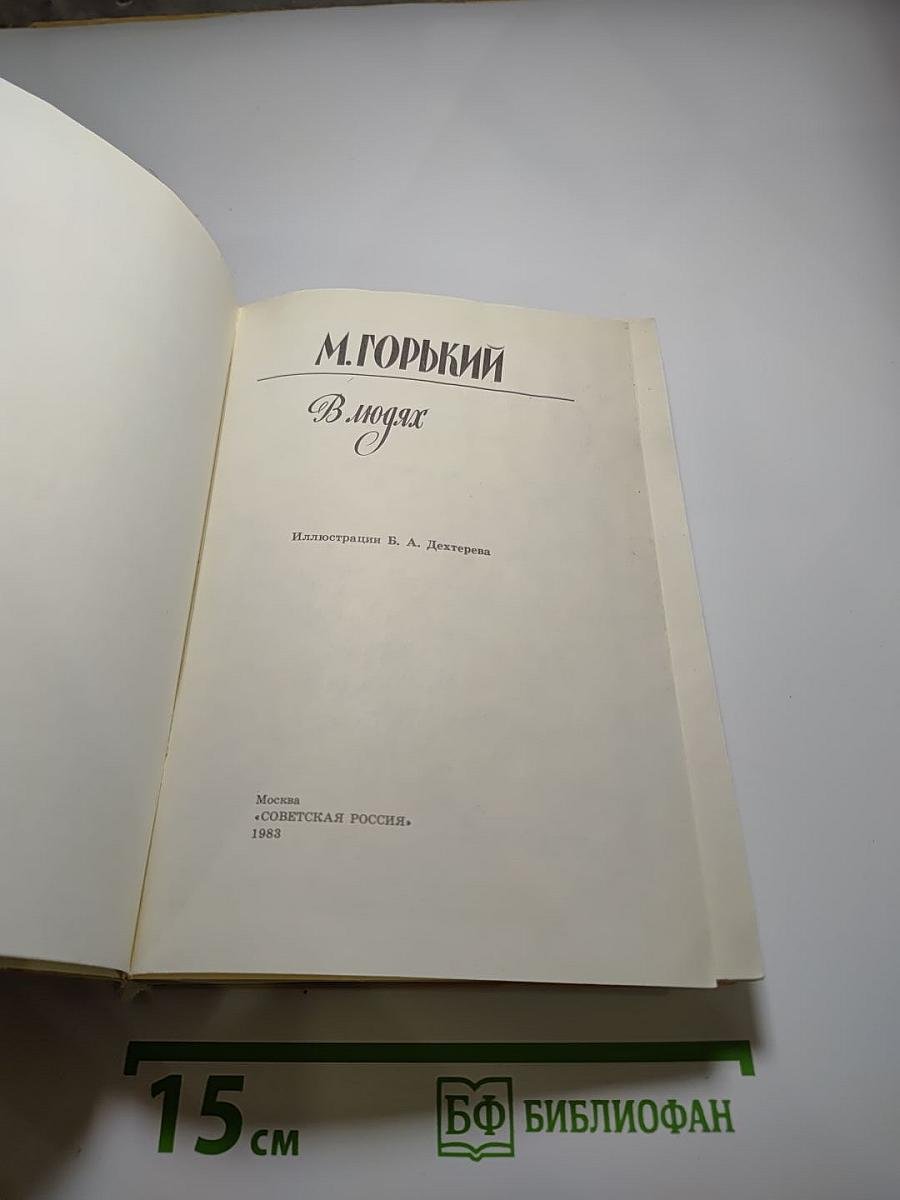 М. ГОРЬКИЙ
В людях
Иллюстрации Б. А. Дехтерева
Москва
«СОВЕТСКАЯ РОССИЯ»
1983
15 см
БФ БИБЛИОФАН